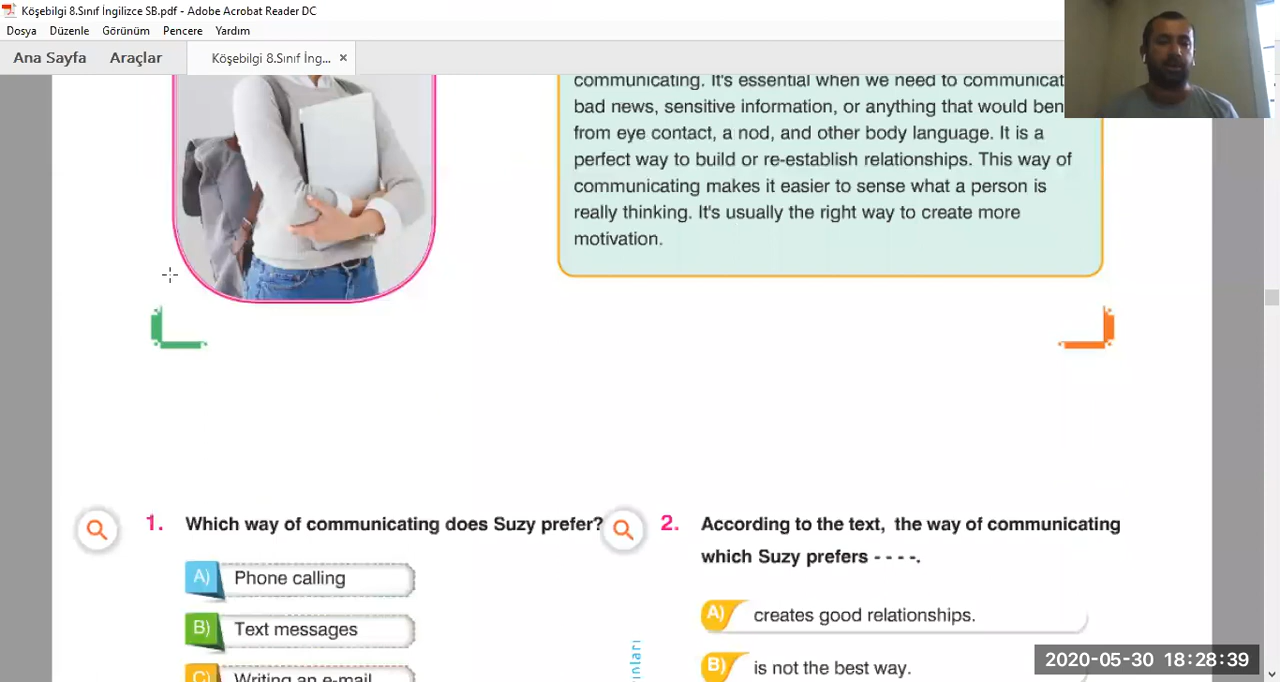 Köşebilgi 8.Sınıf İngilizce SB.pdf - Adobe Acrobat Reader DC
Dosya Düzenle Görünüm Pencere Yardım
Ana Sayfa Araçlar Köşebilgi 8.Sınıf İng... ×
communicating. It's essential when we need to communicat
bad news, sensitive information, or anything that would ben
from eye contact, a nod, and other body language. It is a
perfect way to build or re-establish relationships. This way of
communicating makes it easier to sense what a person is
really thinking. It's usually the right way to create more
motivation.
1. Which way of communicating does Suzy prefer?
A) Phone calling
B) Text messages
C) Writing an e-mail
2. According to the text, the way of communicating
which Suzy prefers - - - -.
A) creates good relationships.
B) is not the best way.
ınları
2020-05-30 18:28:39